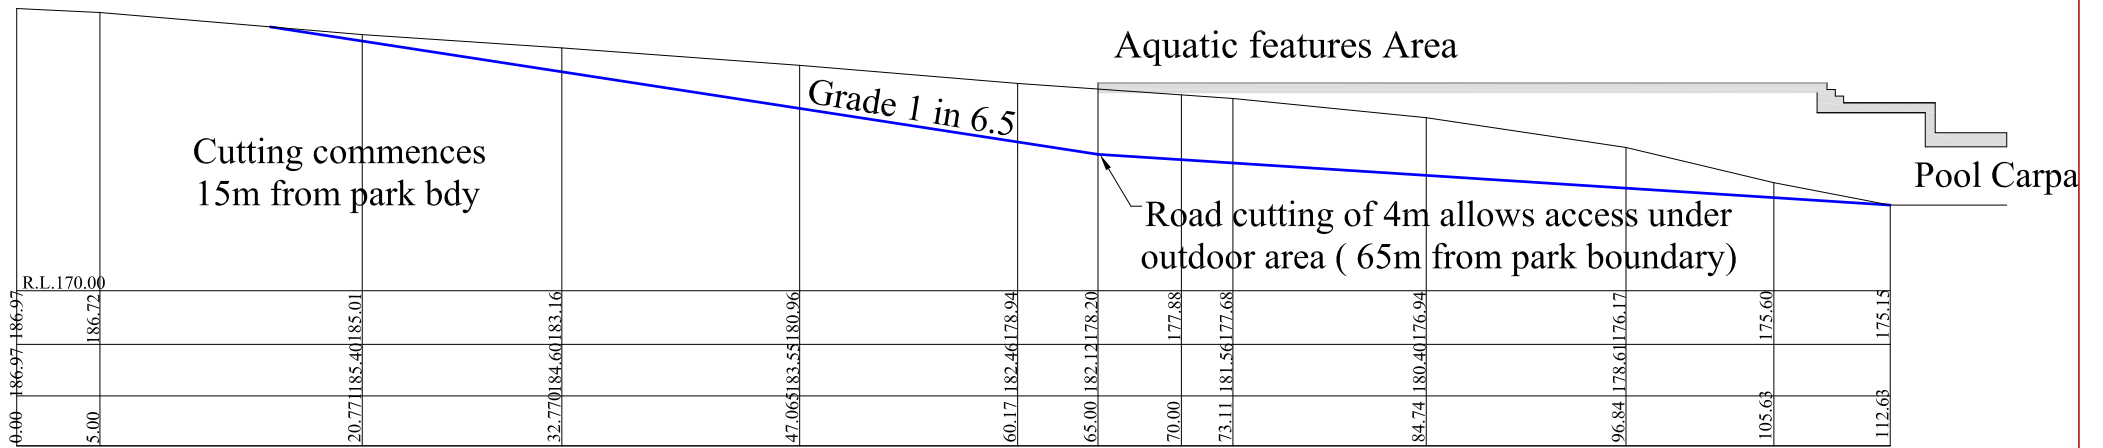 Aquatic features Area
Grade 1 in 6.5
Cutting commences
15m from park bdy
Pool Carpa
Road cutting of 4m allows access under
outdoor area ( 65m from park boundary)
R.L.170.00
186.97 186.72 185.01 183.16 180.96 178.94 178.20 177.88 177.68 176.94 176.17 175.60 175.15
186.97 185.40 184.60 183.55 182.46 182.12 181.56 180.40 178.61
0.00 5.00 20.771 32.770 47.065 60.17 65.00 70.00 73.11 84.74 96.84 105.63 112.63